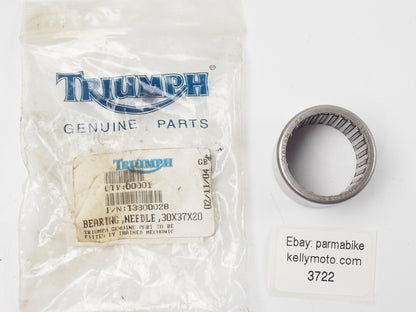 TRIUMPH
GENUINE PARTS
TRIUMPH
GB
QTY:00001
P/N:T3800028
BEARING,NEEDLE,30X37X20
TRIUMPH GENUINE PART TO BE
FITTED BY TRAINED MECHANIC
02/11/04
Ebay: parmabike
kellymoto.com
3722